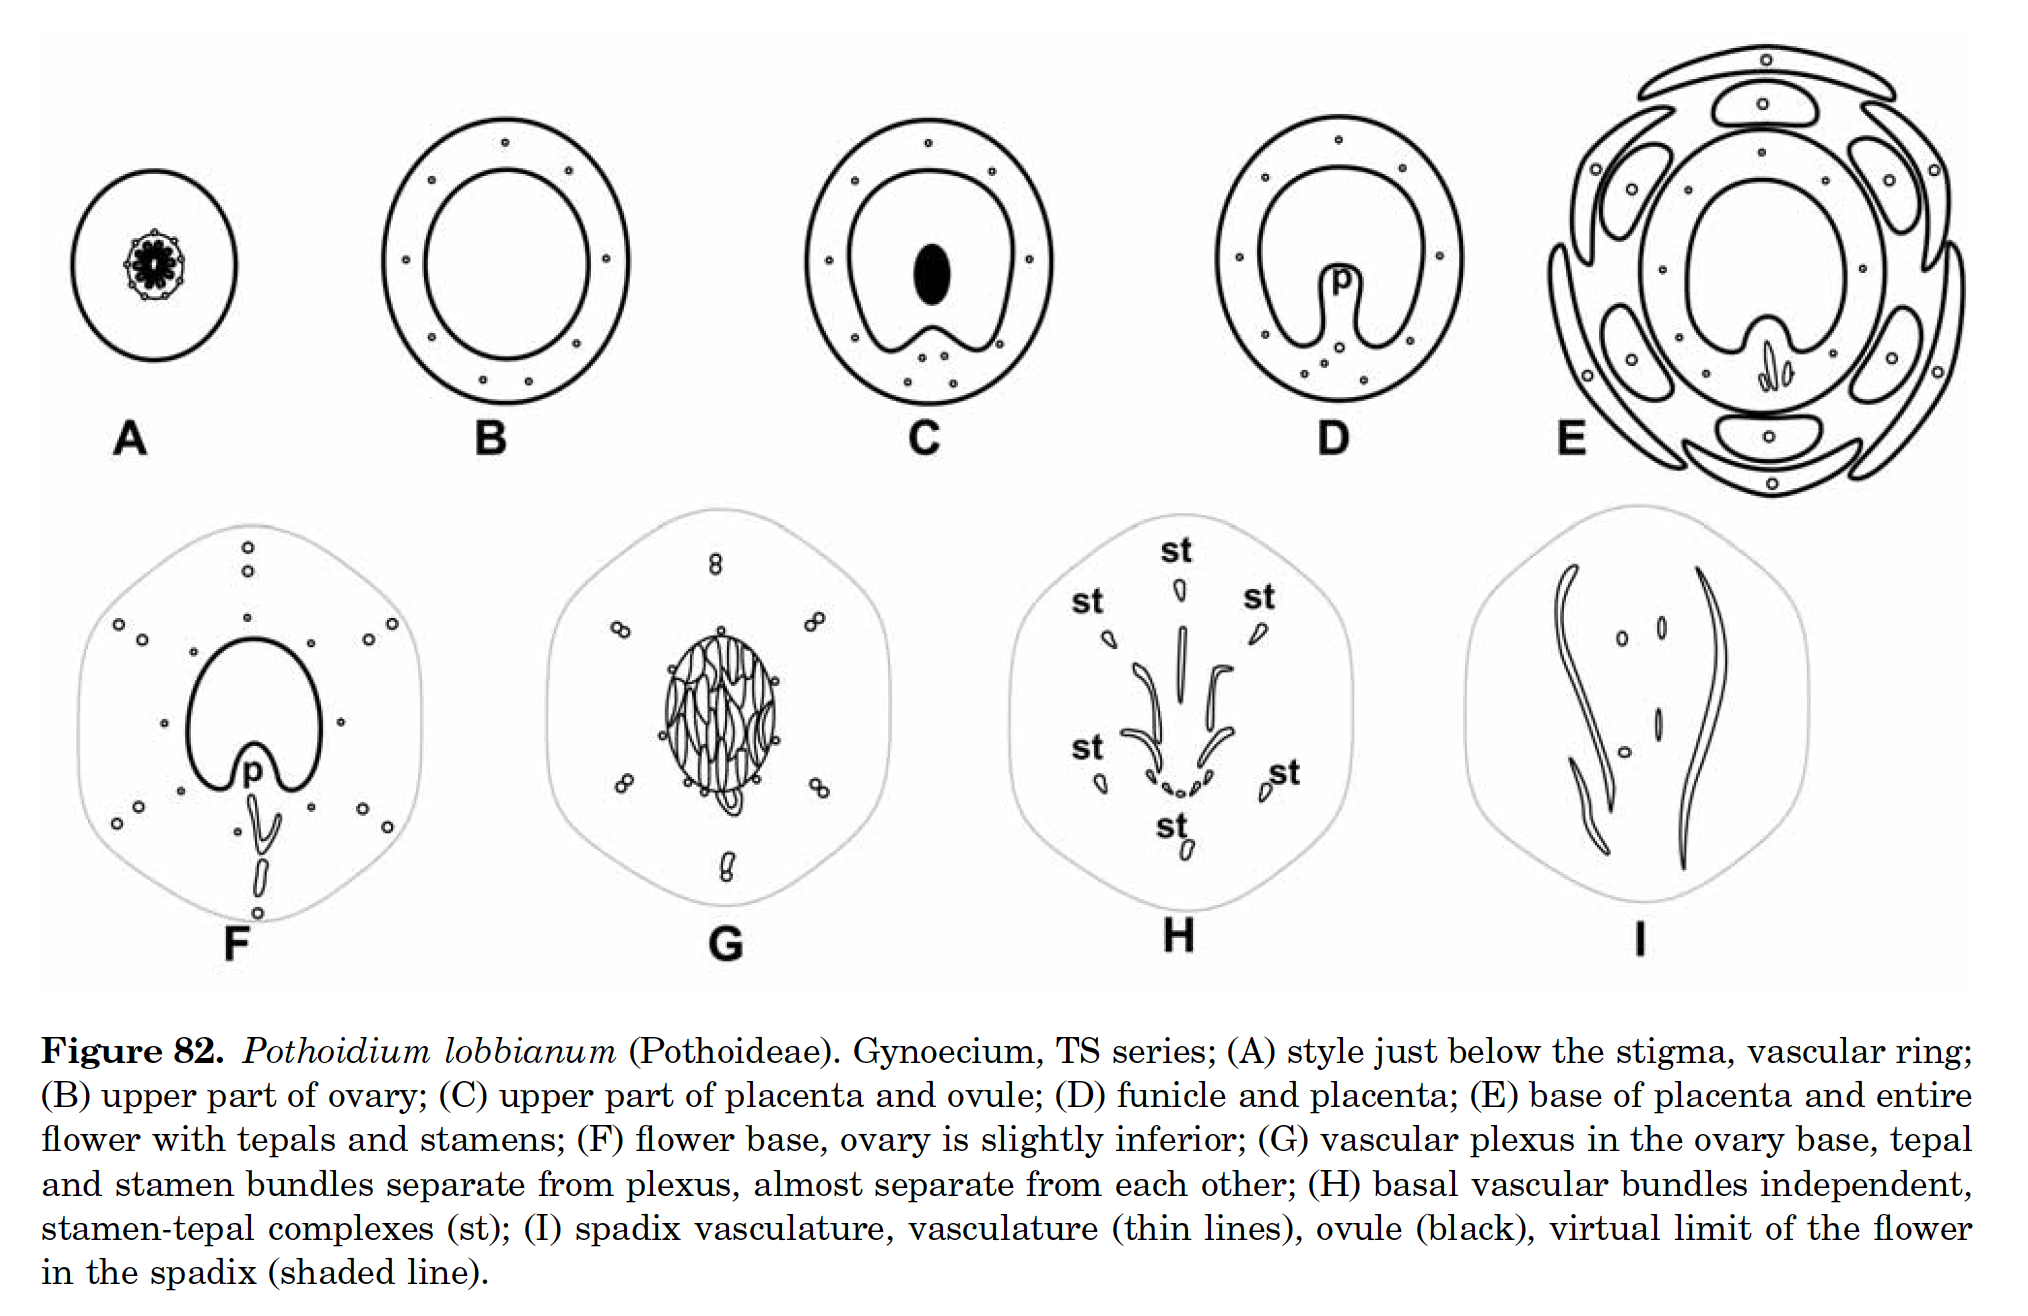 A
B
C
p
D
E
p
F
G
st
st
st
st
st
st
H
I
Figure 82. Pothoidium lobbianum (Pothoideae). Gynoecium, TS series; (A) style just below the stigma, vascular ring;
(B) upper part of ovary; (C) upper part of placenta and ovule; (D) funicle and placenta; (E) base of placenta and entire
flower with tepals and stamens; (F) flower base, ovary is slightly inferior; (G) vascular plexus in the ovary base, tepal
and stamen bundles separate from plexus, almost separate from each other; (H) basal vascular bundles independent,
stamen-tepal complexes (st); (I) spadix vasculature, vasculature (thin lines), ovule (black), virtual limit of the flower
in the spadix (shaded line).